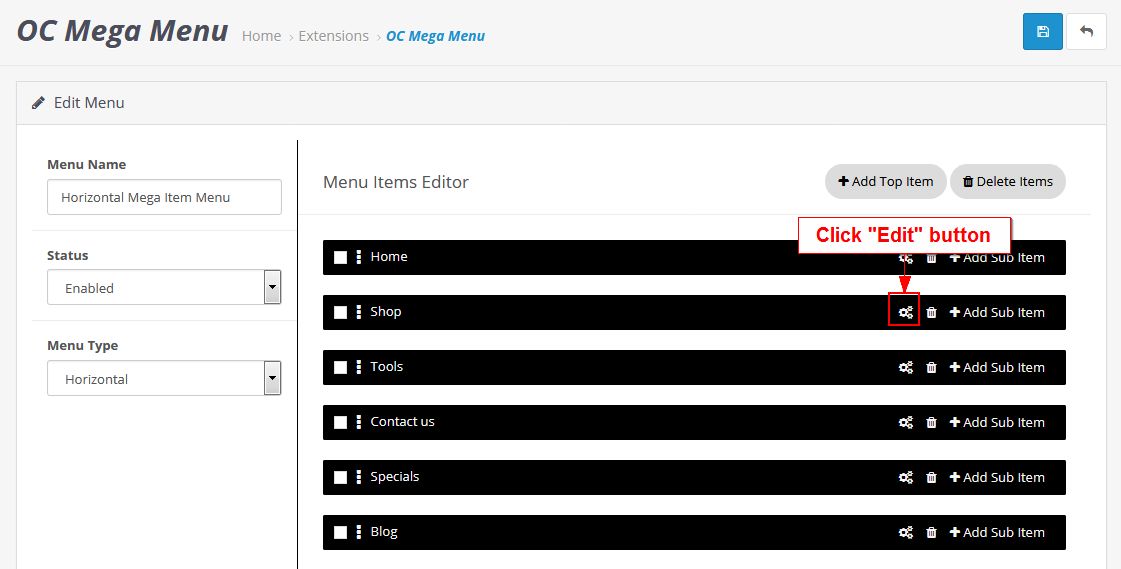 OC Mega Menu Home › Extensions › OC Mega Menu
Edit Menu
Menu Name
Horizontal Mega Item Menu
Status
Enabled
Menu Type
Horizontal
Menu Items Editor Add Top Item Delete Items
Click "Edit" button
Home Add Sub Item
Shop Add Sub Item
Tools Add Sub Item
Contact us Add Sub Item
Specials Add Sub Item
Blog Add Sub Item